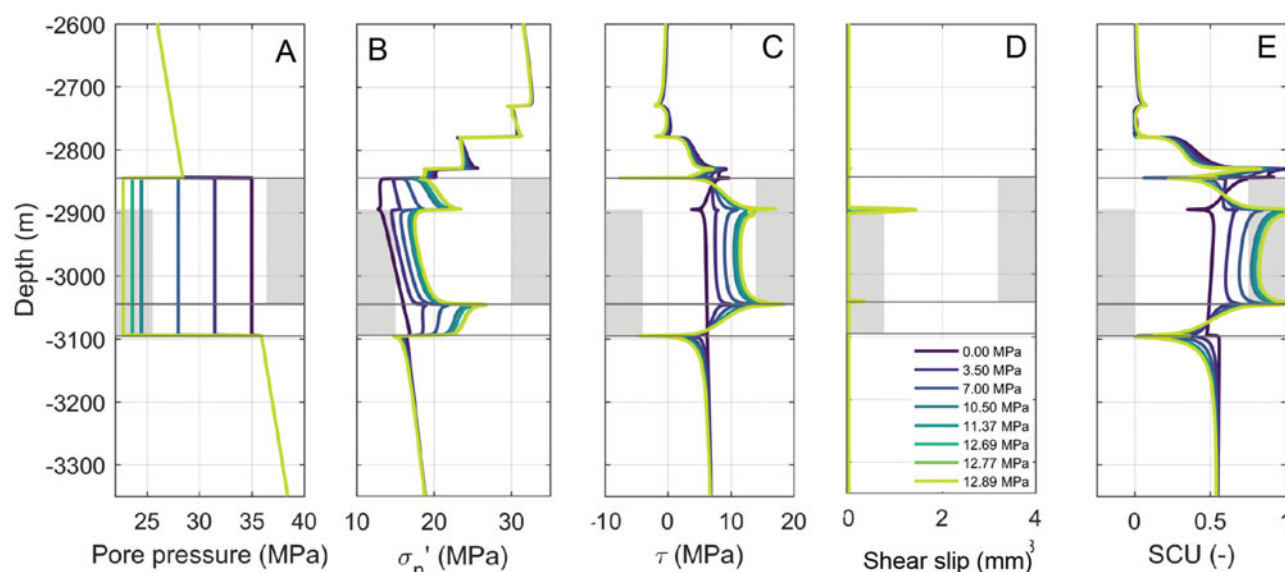 A
B
C
D
E
Depth (m)
-2600
-2700
-2800
-2900
-3000
-3100
-3200
-3300
0.00 MPa
3.50 MPa
7.00 MPa
10.50 MPa
11.37 MPa
12.69 MPa
12.77 MPa
12.89 MPa
25 30 35 40
10 20 30
-10 0 10 20
0 2 4
0 0.5 1
Pore pressure (MPa)
σn' (MPa)
τ (MPa)
Shear slip (mm)³
SCU (-)